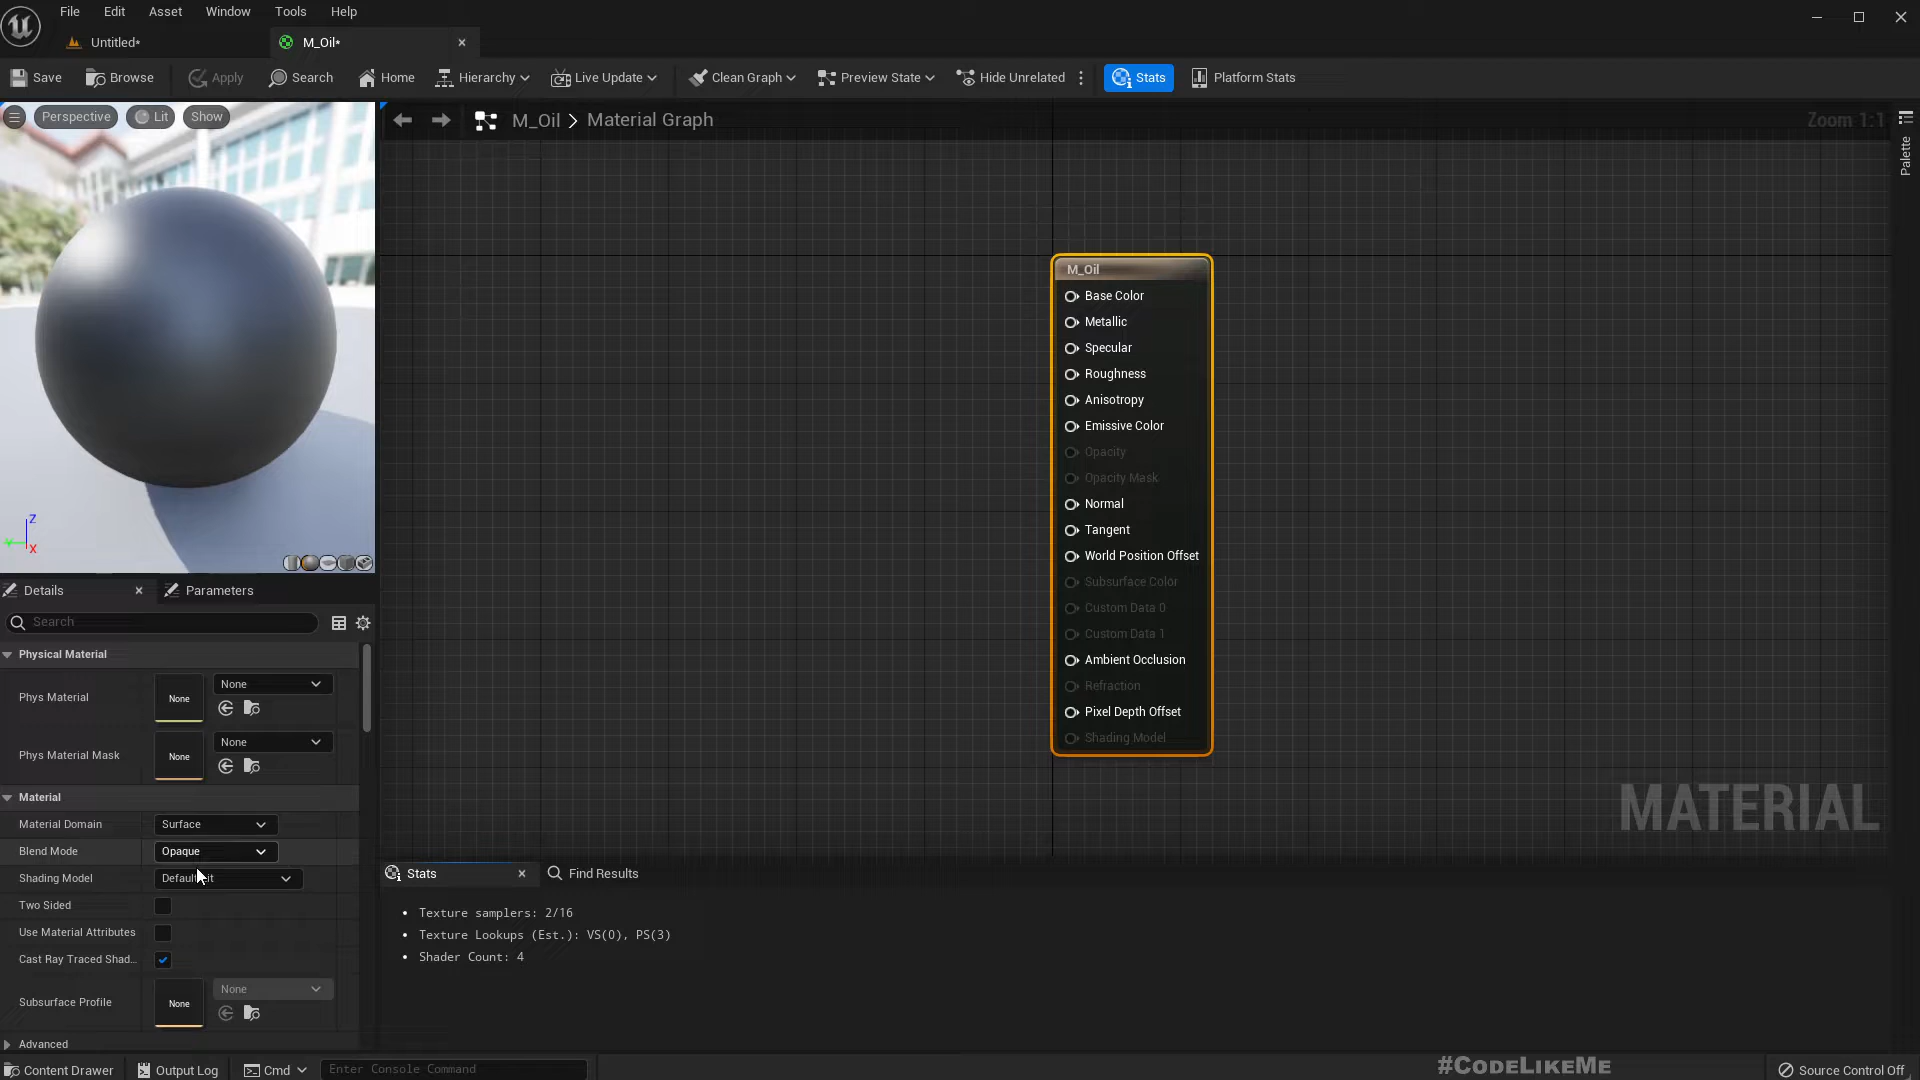 File Edit Asset Window Tools Help
Untitled* M_Oil*
Save Browse Apply Search Home Hierarchy Live Update Clean Graph Preview State Hide Unrelated Stats Platform Stats
Perspective Lit Show
M_Oil > Material Graph
Zoom 1:1
Palette
M_Oil
Base Color
Metallic
Specular
Roughness
Anisotropy
Emissive Color
Opacity
Opacity Mask
Normal
Tangent
World Position Offset
Subsurface Color
Custom Data 0
Custom Data 1
Ambient Occlusion
Refraction
Pixel Depth Offset
Shading Model
MATERIAL
Z
Y
X
Details Parameters
Search
Physical Material
Phys Material None None
Phys Material Mask None None
Material
Material Domain Surface
Blend Mode Opaque
Shading Model
Two Sided
Use Material Attributes
Cast Ray Traced Shad...
Subsurface Profile None None
Advanced
Stats Find Results
• Texture samplers: 2/16
• Texture Lookups (Est.): VS(0), PS(3)
• Shader Count: 4
Content Drawer Output Log Cmd Enter Console Command
#CodeLikeMe
Source Control Off